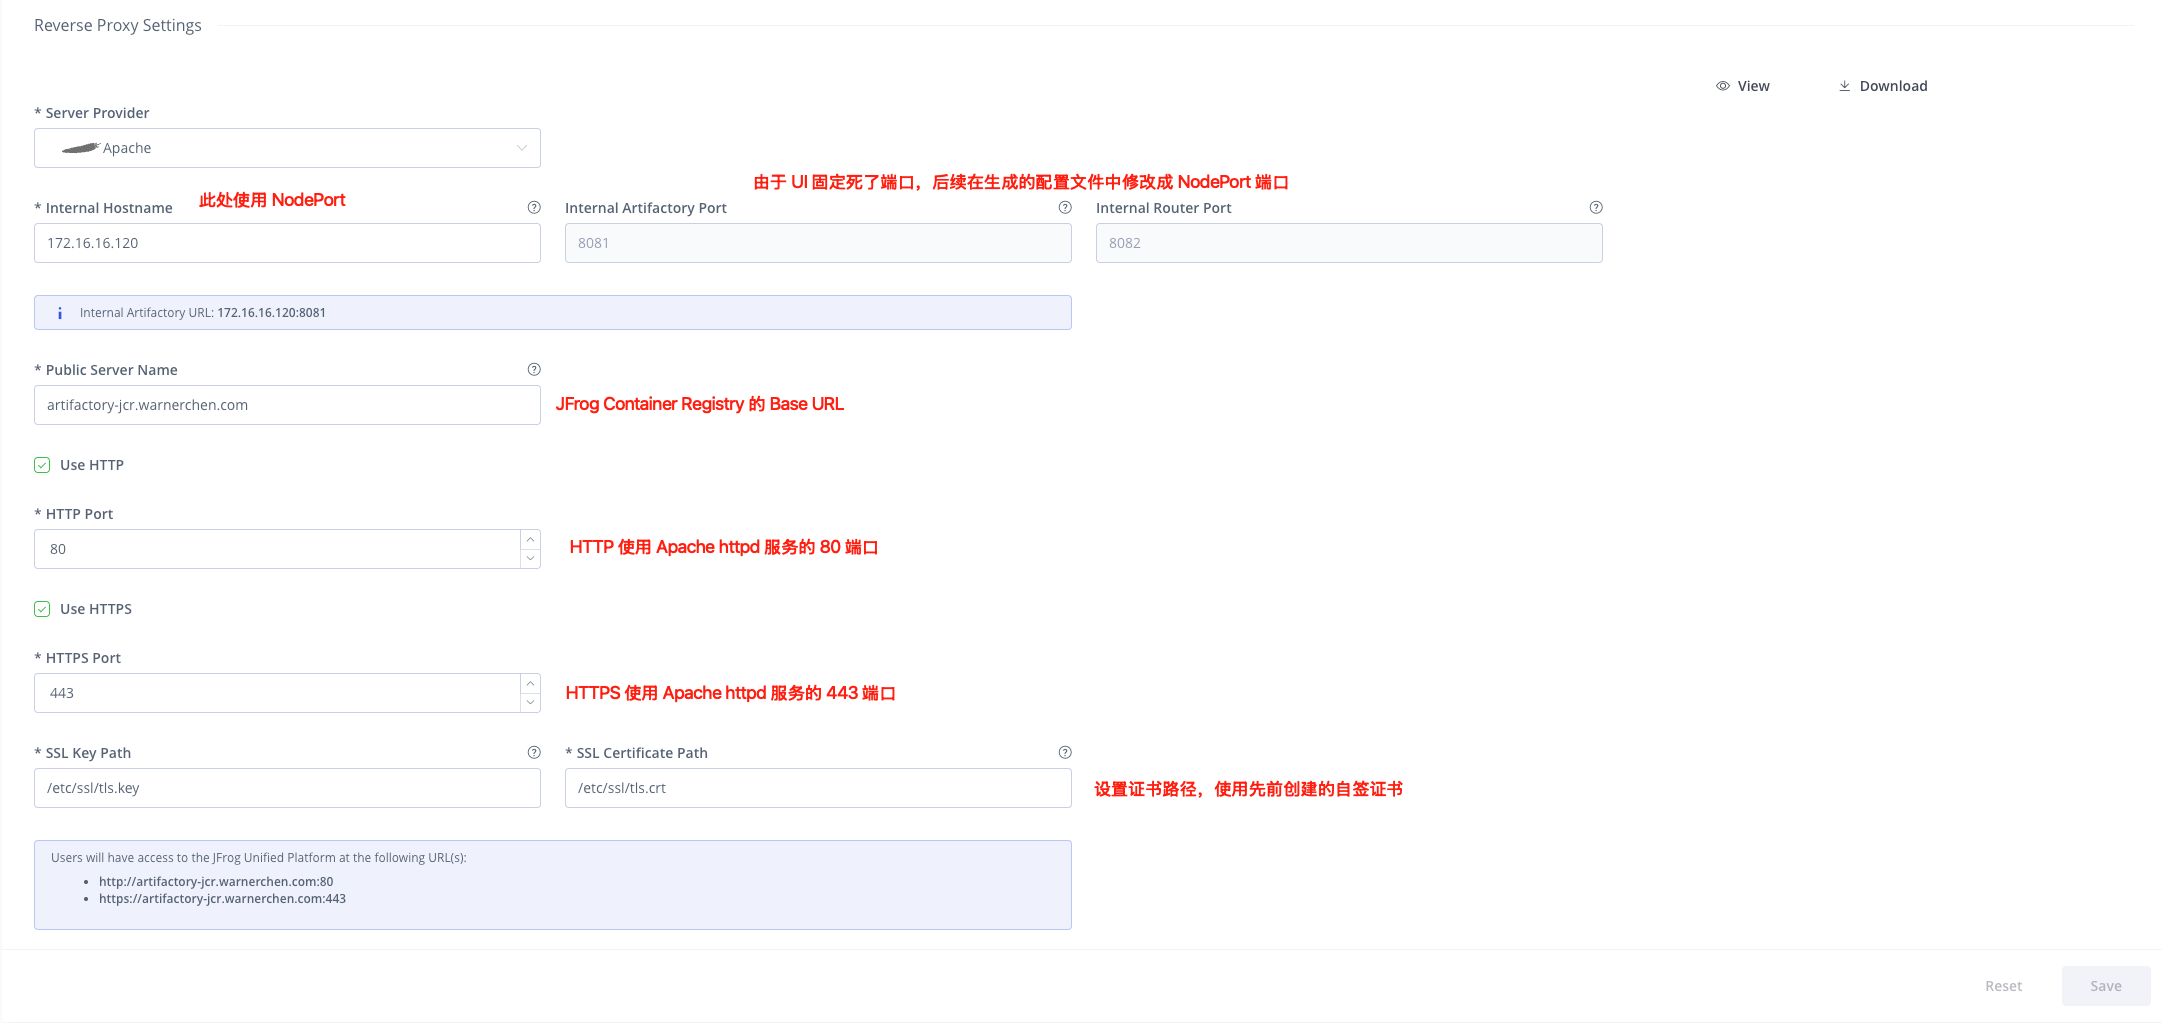 Reverse Proxy Settings
View
Download
* Server Provider
Apache
由于 UI 固定死了端口，后续在生成的配置文件中修改成 NodePort 端口
此处使用 NodePort
* Internal Hostname
Internal Artifactory Port
Internal Router Port
172.16.16.120
8081
8082
Internal Artifactory URL: 172.16.16.120:8081
* Public Server Name
artifactory-jcr.warnerchen.com
JFrog Container Registry 的 Base URL
Use HTTP
* HTTP Port
80
HTTP 使用 Apache httpd 服务的 80 端口
Use HTTPS
* HTTPS Port
443
HTTPS 使用 Apache httpd 服务的 443 端口
* SSL Key Path
* SSL Certificate Path
/etc/ssl/tls.key
/etc/ssl/tls.crt
设置证书路径，使用先前创建的自签证书
Users will have access to the JFrog Unified Platform at the following URL(s):
• http://artifactory-jcr.warnerchen.com:80
• https://artifactory-jcr.warnerchen.com:443
Reset
Save